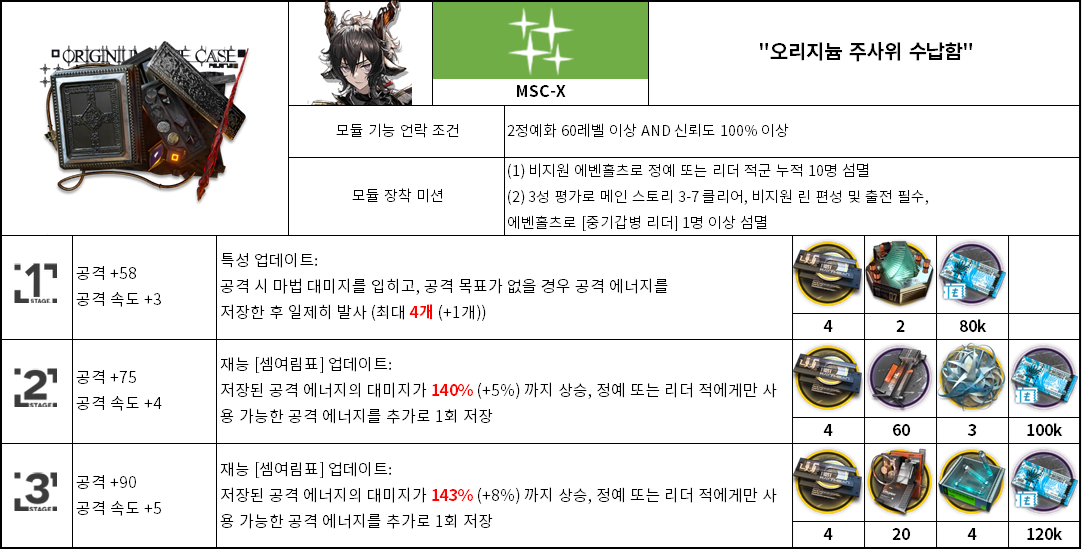 ORIGINIUM DICE CASE
MSC-X
"오리지늄 주사위 수납함"
모듈 기능 언락 조건
2정예화 60레벨 이상 AND 신뢰도 100% 이상
모듈 장착 미션
(1) 비지원 에벤홀츠로 정예 또는 리더 적군 누적 10명 섬멸
(2) 3성 평가로 메인 스토리 3-7 클리어, 비지원 린 편성 및 출전 필수,
에벤홀츠로 [중기갑병 리더] 1명 이상 섬멸
1
STAGE
공격 +58
공격 속도 +3
특성 업데이트:
공격 시 마법 대미지를 입히고, 공격 목표가 없을 경우 공격 에너지를
저장한 후 일제히 발사 (최대 4개 (+1개))
4
2
80k
2
STAGE
공격 +75
공격 속도 +4
재능 [셈여림표] 업데이트:
저장된 공격 에너지의 대미지가 140% (+5%) 까지 상승, 정예 또는 리더 적에게만 사
용 가능한 공격 에너지를 추가로 1회 저장
4
60
3
100k
3
STAGE
공격 +90
공격 속도 +5
재능 [셈여림표] 업데이트:
저장된 공격 에너지의 대미지가 143% (+8%) 까지 상승, 정예 또는 리더 적에게만 사
용 가능한 공격 에너지를 추가로 1회 저장
4
20
4
120k